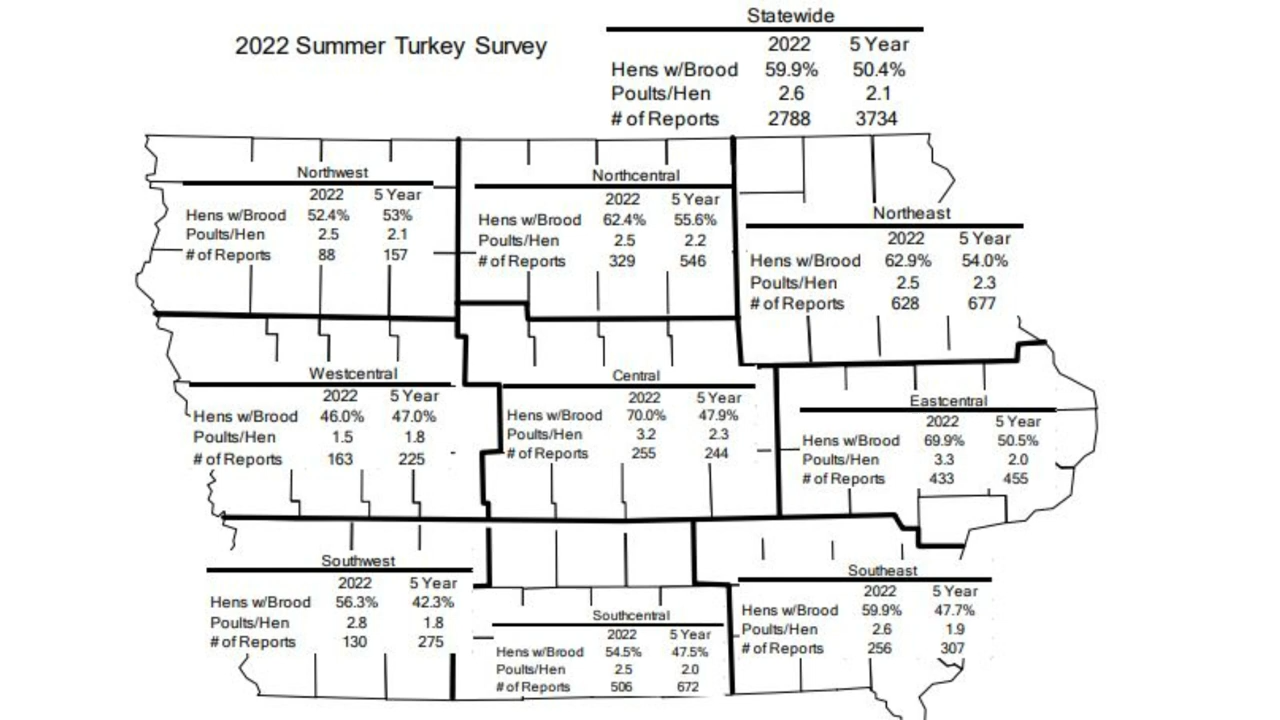 2022 Summer Turkey Survey
Statewide
2022 5 Year
Hens w/Brood 59.9% 50.4%
Poults/Hen 2.6 2.1
# of Reports 2788 3734
Northwest
2022 5 Year
Hens w/Brood 52.4% 53%
Poults/Hen 2.5 2.1
# of Reports 88 157
Northcentral
2022 5 Year
Hens w/Brood 62.4% 55.6%
Poults/Hen 2.5 2.2
# of Reports 329 546
Northeast
2022 5 Year
Hens w/Brood 62.9% 54.0%
Poults/Hen 2.5 2.3
# of Reports 628 677
Westcentral
2022 5 Year
Hens w/Brood 46.0% 47.0%
Poults/Hen 1.5 1.8
# of Reports 163 225
Central
2022 5 Year
Hens w/Brood 70.0% 47.9%
Poults/Hen 3.2 2.3
# of Reports 255 244
Eastcentral
2022 5 Year
Hens w/Brood 69.9% 50.5%
Poults/Hen 3.3 2.0
# of Reports 433 455
Southwest
2022 5 Year
Hens w/Brood 56.3% 42.3%
Poults/Hen 2.8 1.8
# of Reports 130 275
Southcentral
2022 5 Year
Hens w/Brood 54.5% 47.5%
Poults/Hen 2.5 2.0
# of Reports 506 672
Southeast
2022 5 Year
Hens w/Brood 59.9% 47.7%
Poults/Hen 2.6 1.9
# of Reports 256 307